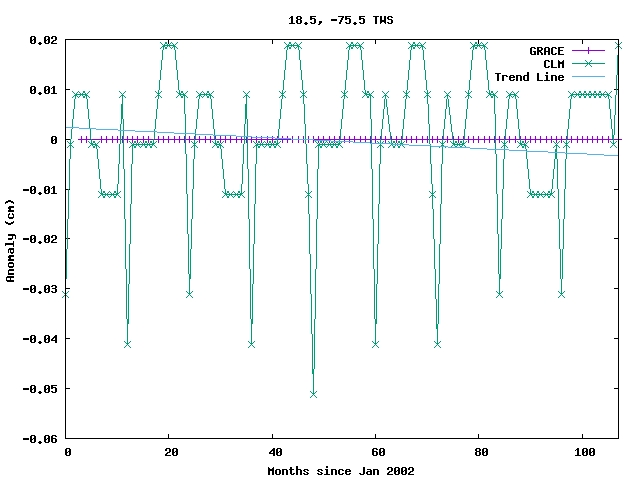 18.5, -75.5 TWS
0.02
GRACE
CLM
Trend Line
0.01
0
-0.01
-0.02
-0.03
-0.04
-0.05
-0.06
Anomaly (cm)
0 20 40 60 80 100
Months since Jan 2002